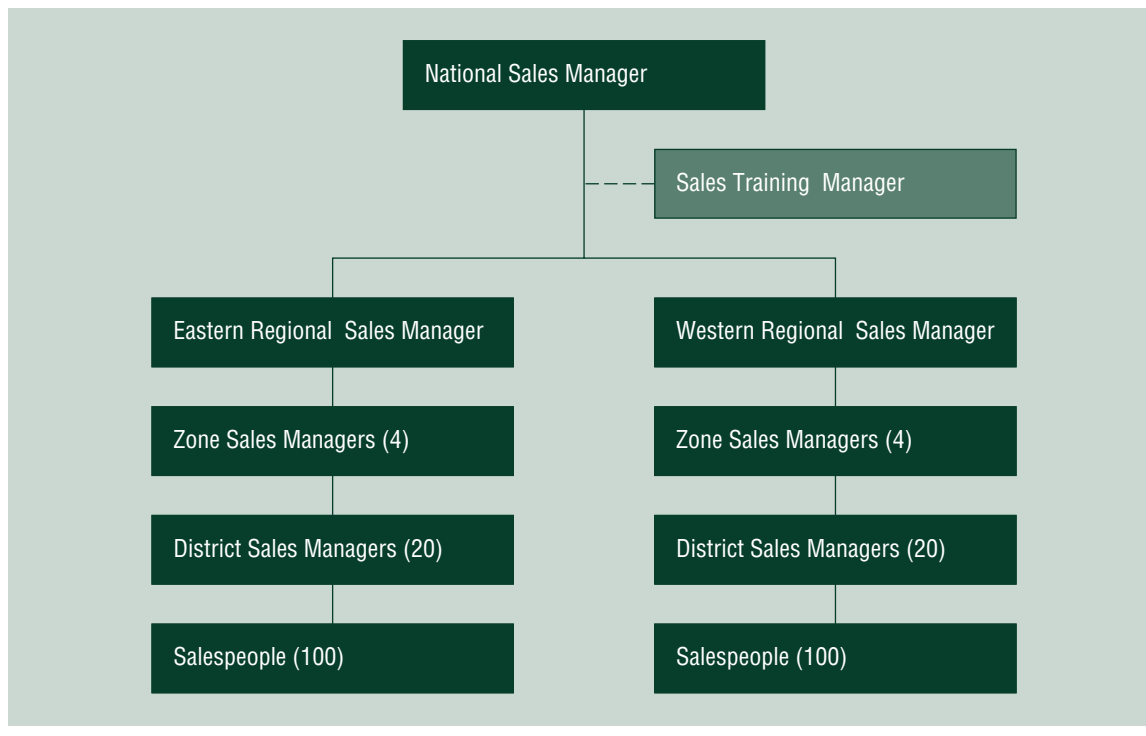 National Sales Manager
Sales Training Manager
Eastern Regional Sales Manager
Western Regional Sales Manager
Zone Sales Managers (4)
Zone Sales Managers (4)
District Sales Managers (20)
District Sales Managers (20)
Salespeople (100)
Salespeople (100)